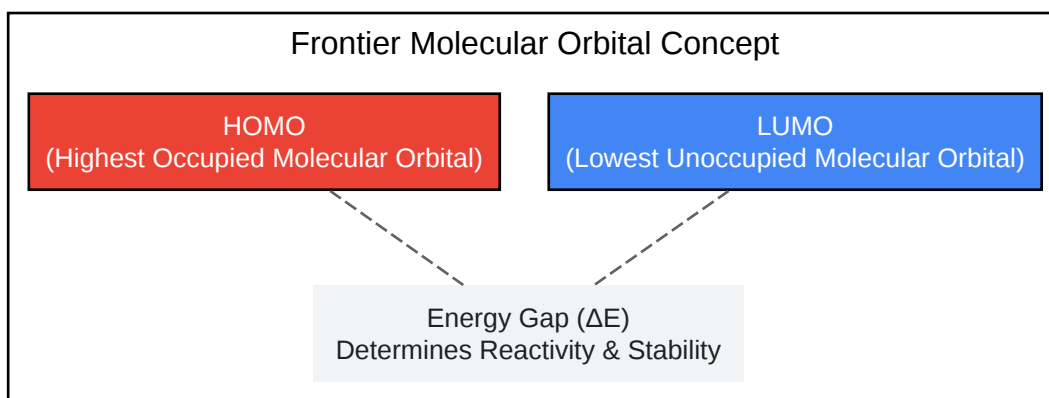 Frontier Molecular Orbital Concept
HOMO
(Highest Occupied Molecular Orbital)
LUMO
(Lowest Unoccupied Molecular Orbital)
Energy Gap (ΔE)
Determines Reactivity & Stability